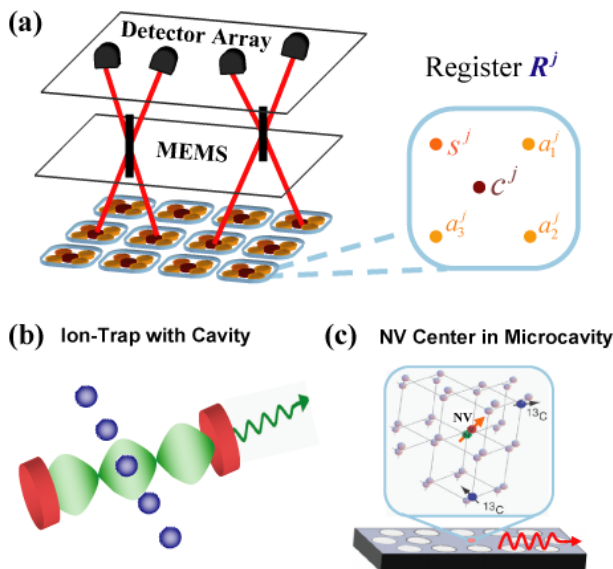 (a)
Detector Array
MEMS
Register R^j
s^j
a_1^j
c^j
a_3^j
a_2^j
(b) Ion-Trap with Cavity
(c) NV Center in Microcavity
NV
13C
13C